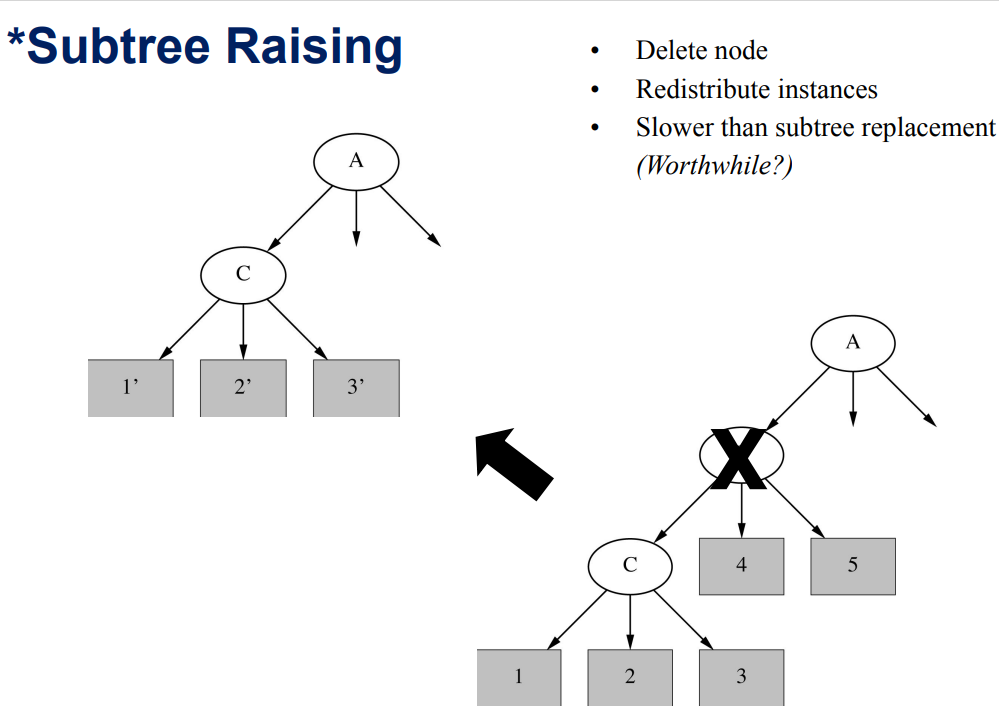 *Subtree Raising
• Delete node
• Redistribute instances
• Slower than subtree replacement
(Worthwhile?)
A
C
1’ 2’ 3’
A
X
C 4 5
1 2 3